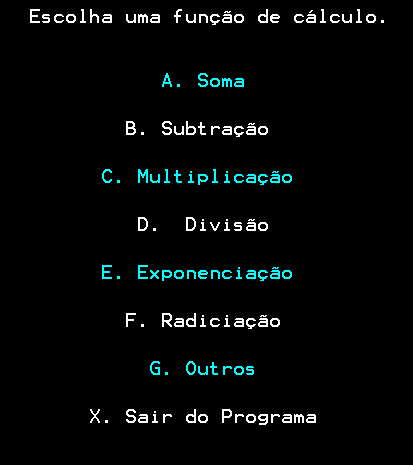 Escolha uma função de cálculo.
A. Soma
B. Subtração
C. Multiplicação
D.  Divisão
E. Exponenciação
F. Radiciação
G. Outros
X. Sair do Programa